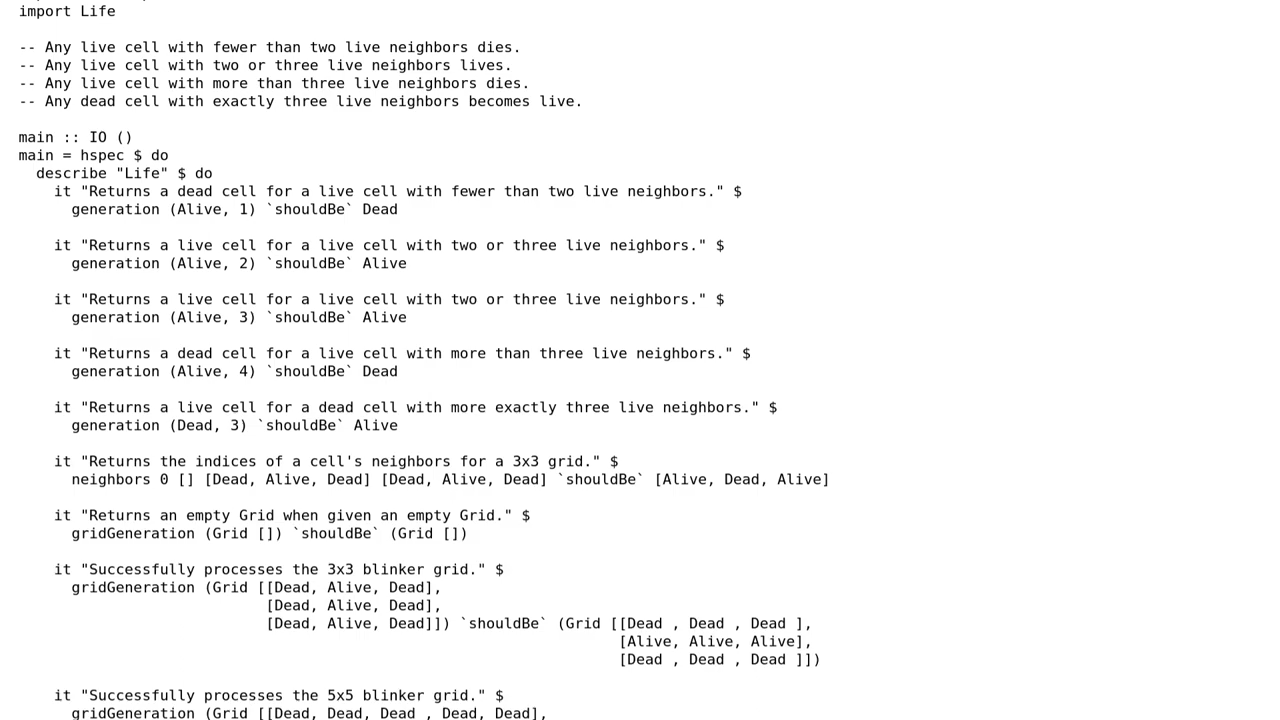 import Life

-- Any live cell with fewer than two live neighbors dies.
-- Any live cell with two or three live neighbors lives.
-- Any live cell with more than three live neighbors dies.
-- Any dead cell with exactly three live neighbors becomes live.

main :: IO ()
main = hspec $ do
  describe "Life" $ do
    it "Returns a dead cell for a live cell with fewer than two live neighbors." $
      generation (Alive, 1) `shouldBe` Dead

    it "Returns a live cell for a live cell with two or three live neighbors." $
      generation (Alive, 2) `shouldBe` Alive

    it "Returns a live cell for a live cell with two or three live neighbors." $
      generation (Alive, 3) `shouldBe` Alive

    it "Returns a dead cell for a live cell with more than three live neighbors." $
      generation (Alive, 4) `shouldBe` Dead

    it "Returns a live cell for a dead cell with more exactly three live neighbors." $
      generation (Dead, 3) `shouldBe` Alive

    it "Returns the indices of a cell's neighbors for a 3x3 grid." $
      neighbors 0 [] [Dead, Alive, Dead] [Dead, Alive, Dead] `shouldBe` [Alive, Dead, Alive]

    it "Returns an empty Grid when given an empty Grid." $
      gridGeneration (Grid []) `shouldBe` (Grid [])

    it "Successfully processes the 3x3 blinker grid." $
      gridGeneration (Grid [[Dead, Alive, Dead],
                            [Dead, Alive, Dead],
                            [Dead, Alive, Dead]]) `shouldBe` (Grid [[Dead , Dead , Dead ],
                                                                    [Alive, Alive, Alive],
                                                                    [Dead , Dead , Dead ]])

    it "Successfully processes the 5x5 blinker grid." $
      gridGeneration (Grid [[Dead, Dead, Dead , Dead, Dead],